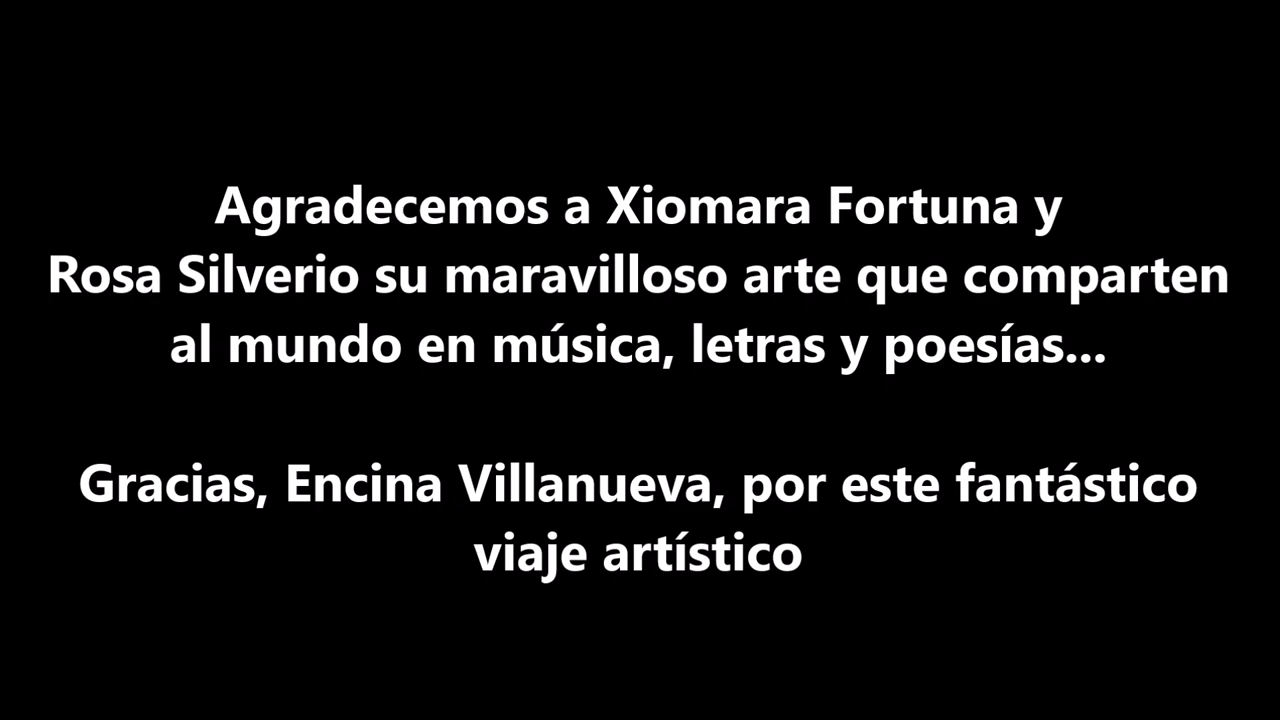 Agradecemos a Xiomara Fortuna y
Rosa Silverio su maravilloso arte que comparten
al mundo en música, letras y poesías...
Gracias, Encina Villanueva, por este fantástico
viaje artístico